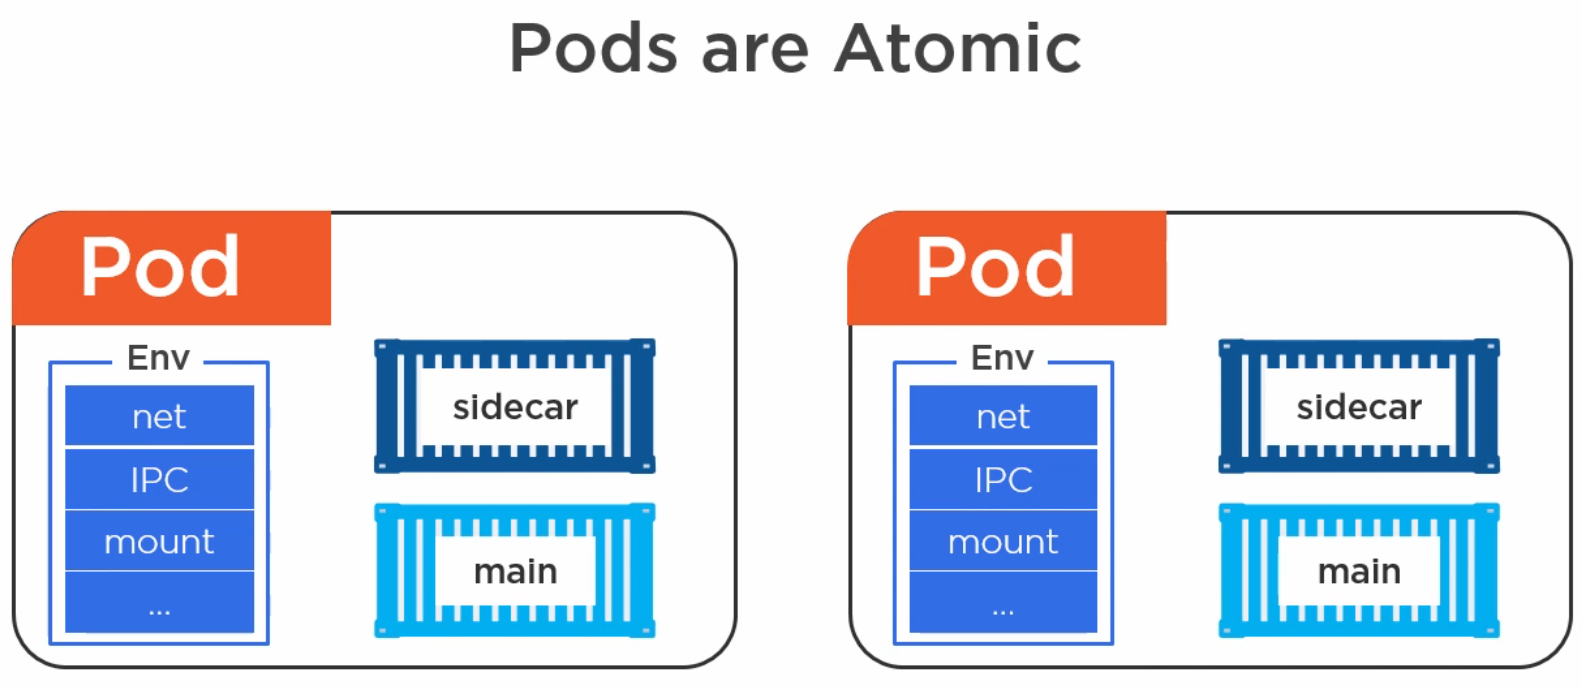 Pods are Atomic
Pod
Env
net
IPC
mount
...
sidecar
main
Pod
Env
net
IPC
mount
...
sidecar
main